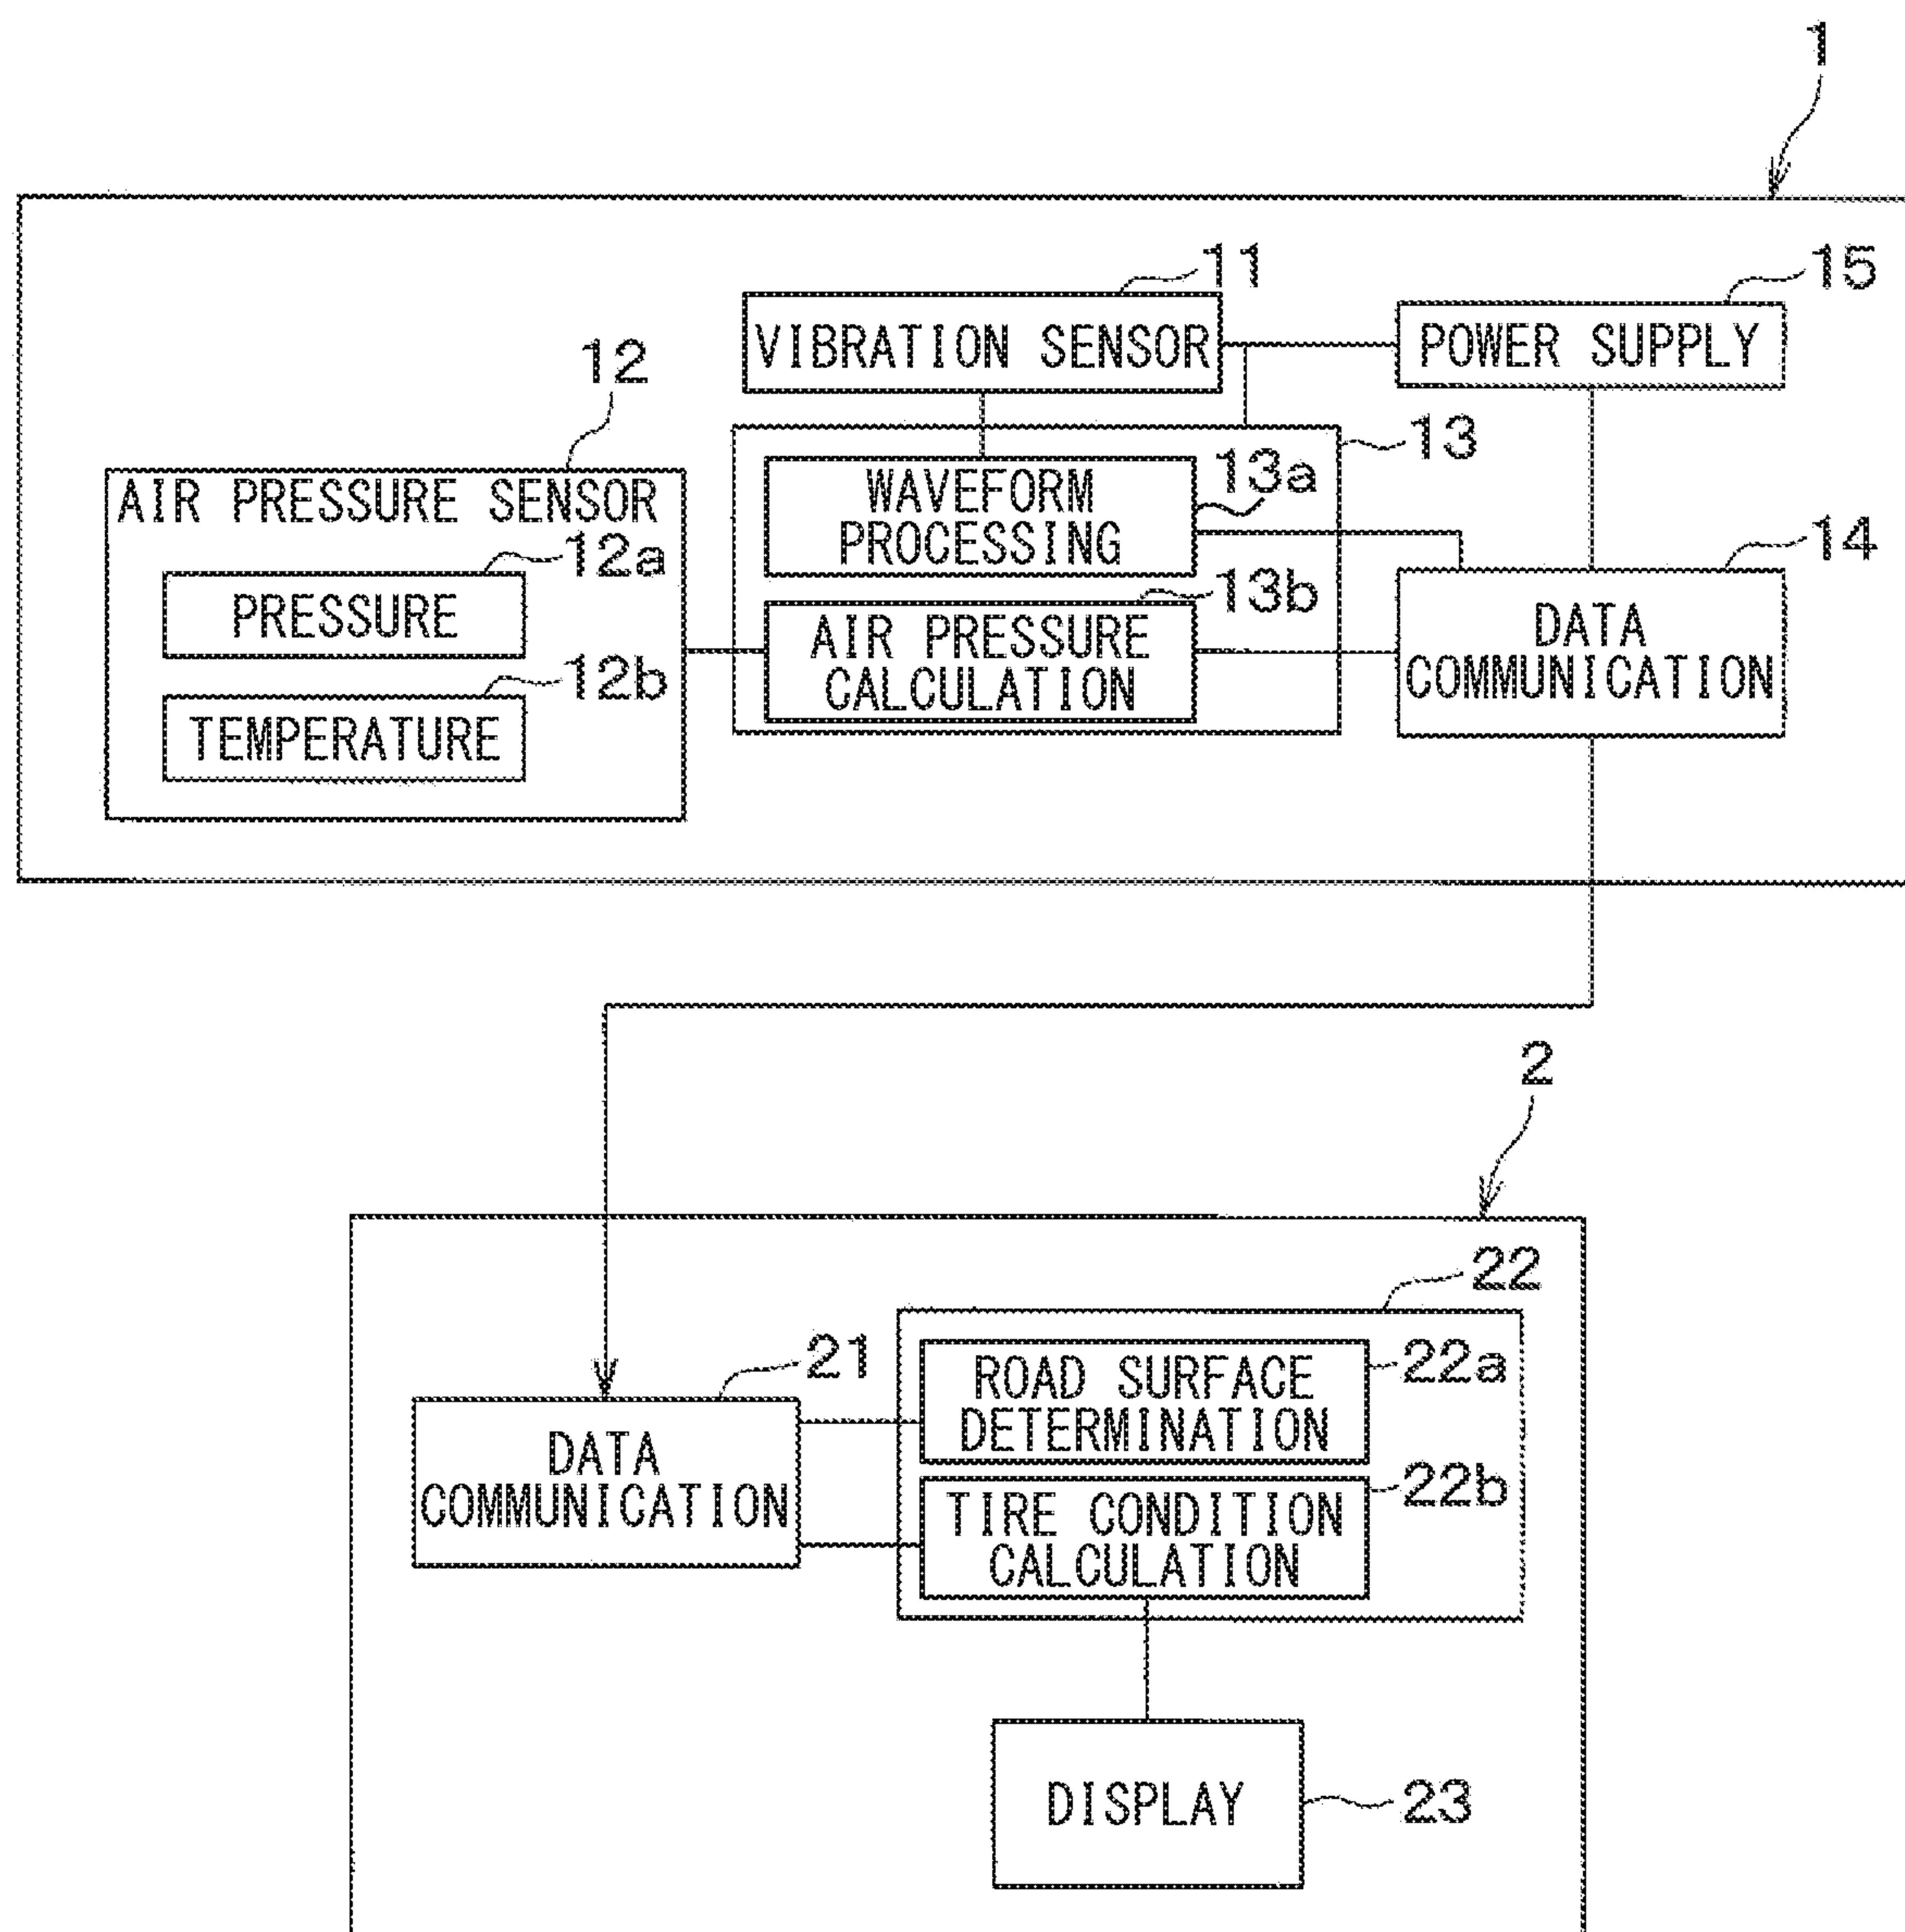 1
11
15
VIBRATION SENSOR
POWER SUPPLY
12
13
AIR PRESSURE SENSOR
WAVEFORM
PROCESSING
13a
12a
PRESSURE
14
13b
AIR PRESSURE
CALCULATION
DATA
COMMUNICATION
12b
TEMPERATURE
2
22
21
ROAD SURFACE
DETERMINATION
22a
DATA
COMMUNICATION
22b
TIRE CONDITION
CALCULATION
DISPLAY
23